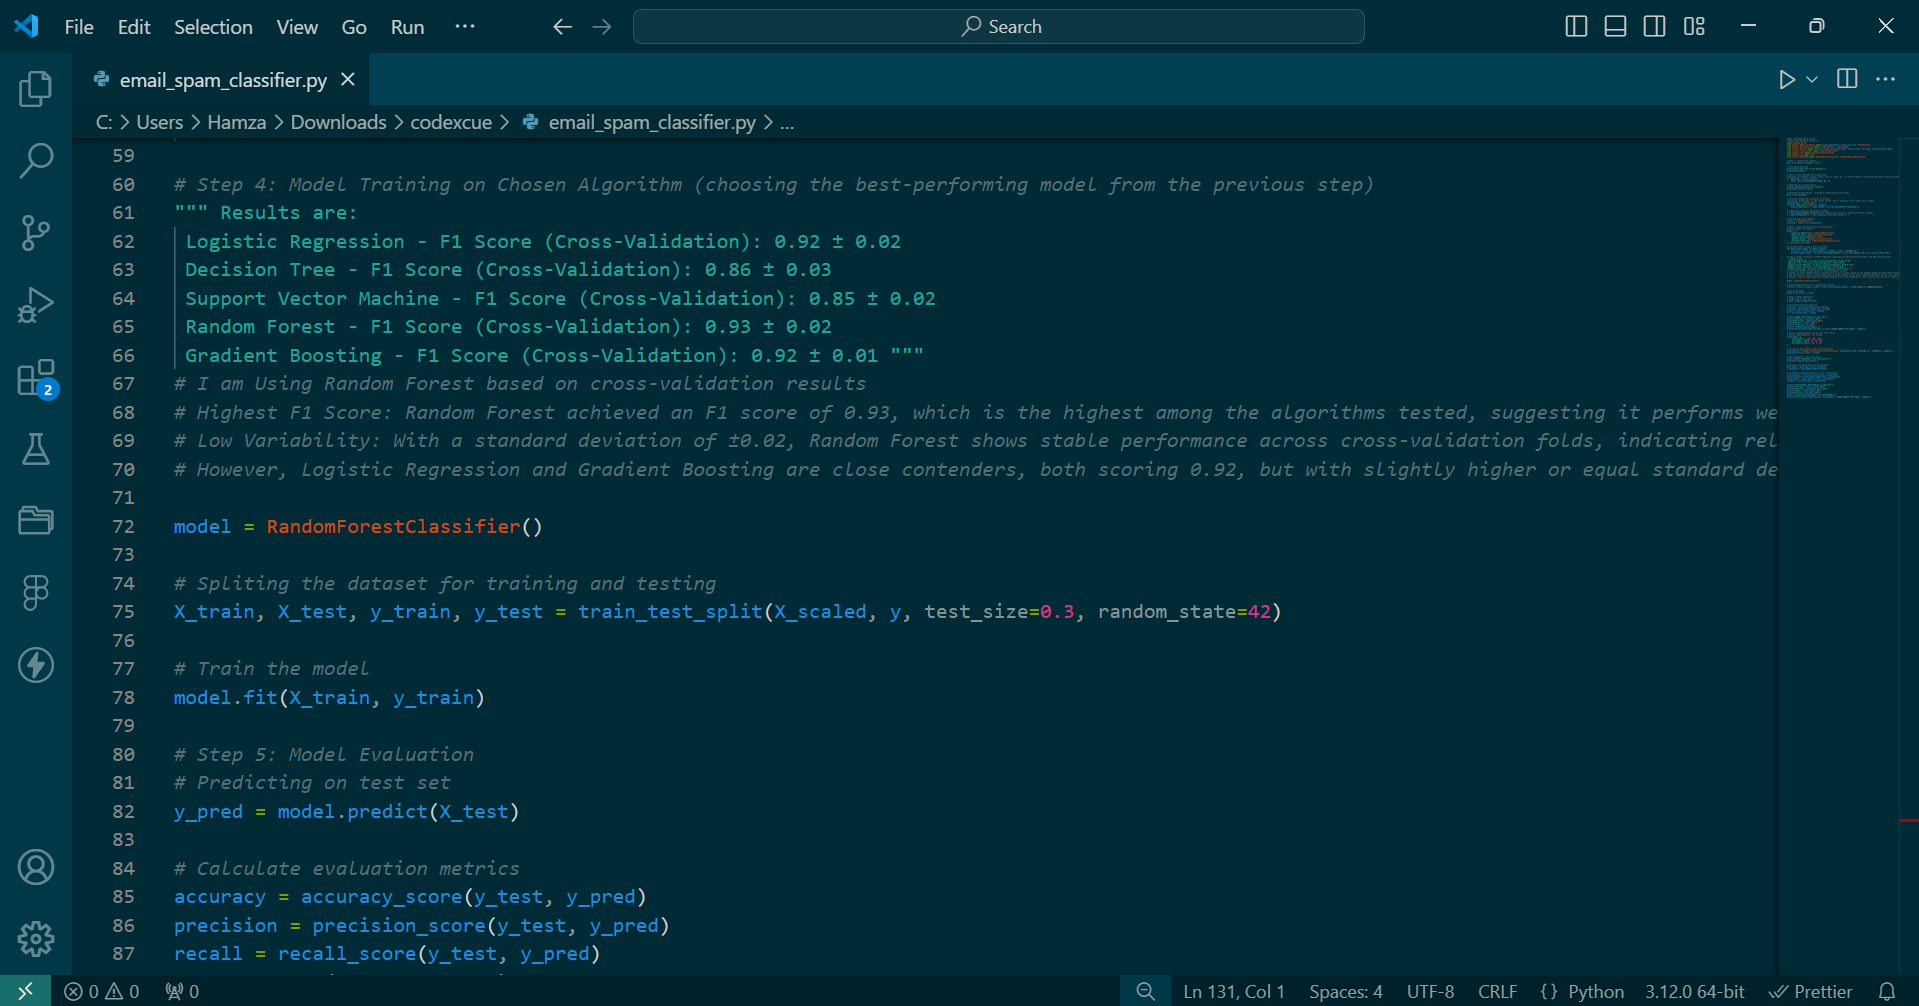 File Edit Selection View Go Run ··· Search
email_spam_classifier.py
C: > Users > Hamza > Downloads > codexcue > email_spam_classifier.py > ...
59
60 # Step 4: Model Training on Chosen Algorithm (choosing the best-performing model from the previous step)
61 """ Results are:
62 Logistic Regression - F1 Score (Cross-Validation): 0.92 ± 0.02
63 Decision Tree - F1 Score (Cross-Validation): 0.86 ± 0.03
64 Support Vector Machine - F1 Score (Cross-Validation): 0.85 ± 0.02
65 Random Forest - F1 Score (Cross-Validation): 0.93 ± 0.02
66 Gradient Boosting - F1 Score (Cross-Validation): 0.92 ± 0.01 """
67 # I am Using Random Forest based on cross-validation results
68 # Highest F1 Score: Random Forest achieved an F1 score of 0.93, which is the highest among the algorithms tested, suggesting it performs we
69 # Low Variability: With a standard deviation of ±0.02, Random Forest shows stable performance across cross-validation folds, indicating rel
70 # However, Logistic Regression and Gradient Boosting are close contenders, both scoring 0.92, but with slightly higher or equal standard de
71
72 model = RandomForestClassifier()
73
74 # Spliting the dataset for training and testing
75 X_train, X_test, y_train, y_test = train_test_split(X_scaled, y, test_size=0.3, random_state=42)
76
77 # Train the model
78 model.fit(X_train, y_train)
79
80 # Step 5: Model Evaluation
81 # Predicting on test set
82 y_pred = model.predict(X_test)
83
84 # Calculate evaluation metrics
85 accuracy = accuracy_score(y_test, y_pred)
86 precision = precision_score(y_test, y_pred)
87 recall = recall_score(y_test, y_pred)
2
0 0 0 Ln 131, Col 1 Spaces: 4 UTF-8 CRLF {} Python 3.12.0 64-bit Prettier